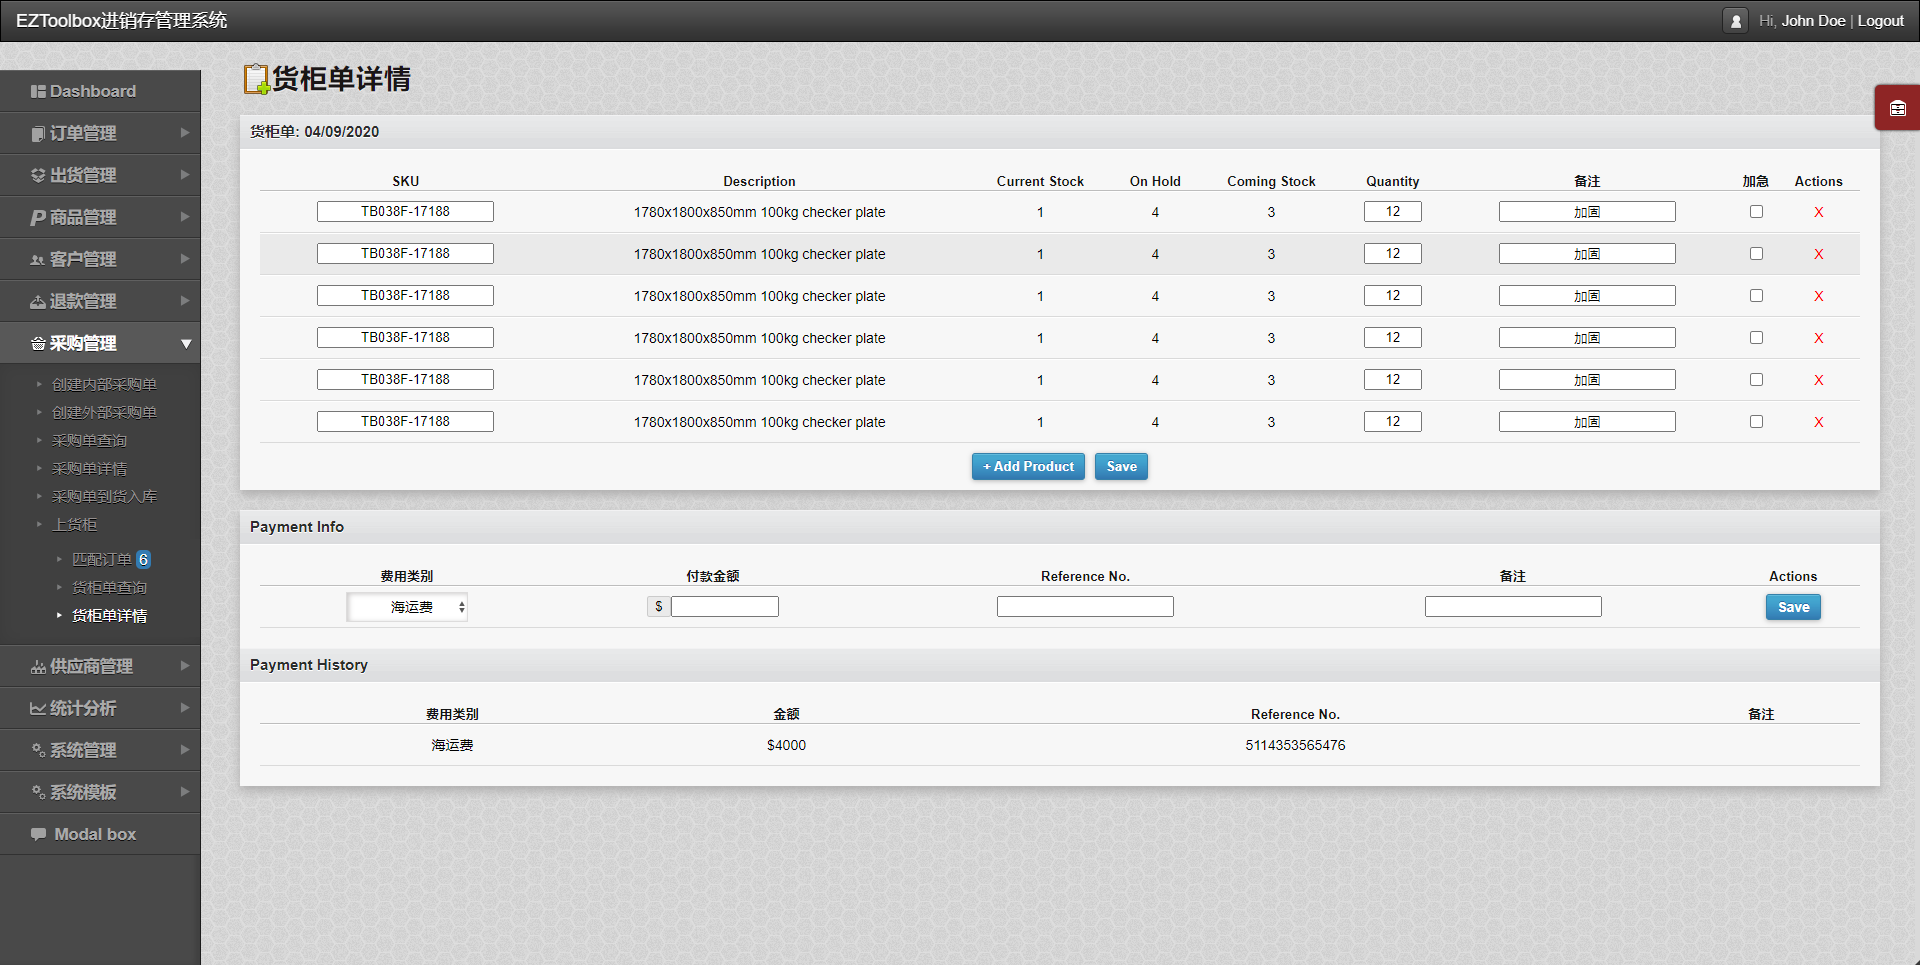 EZToolbox进销存管理系统
Hi, John Doe | Logout
Dashboard
订单管理
出货管理
商品管理
客户管理
退款管理
采购管理
创建内部采购单
创建外部采购单
采购单查询
采购单详情
采购单到货入库
上货柜
匹配订单 6
货柜单查询
货柜单详情
供应商管理
统计分析
系统管理
系统模板
Modal box
货柜单详情
货柜单: 04/09/2020
SKU Description Current Stock On Hold Coming Stock Quantity 备注 加急 Actions
TB038F-17188 1780x1800x850mm 100kg checker plate 1 4 3 12 加固 X
TB038F-17188 1780x1800x850mm 100kg checker plate 1 4 3 12 加固 X
TB038F-17188 1780x1800x850mm 100kg checker plate 1 4 3 12 加固 X
TB038F-17188 1780x1800x850mm 100kg checker plate 1 4 3 12 加固 X
TB038F-17188 1780x1800x850mm 100kg checker plate 1 4 3 12 加固 X
TB038F-17188 1780x1800x850mm 100kg checker plate 1 4 3 12 加固 X
+ Add Product Save
Payment Info
费用类别 付款金额 Reference No. 备注 Actions
海运费 $ Save
Payment History
费用类别 金额 Reference No. 备注
海运费 $4000 5114353565476